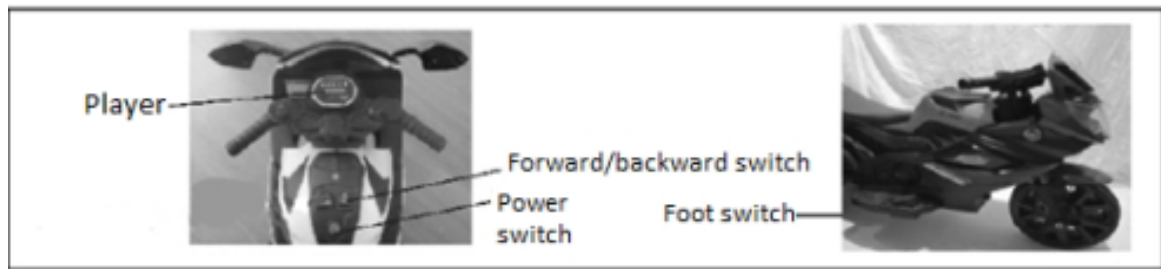 Player
Forward/backward switch
Power
switch
Foot switch